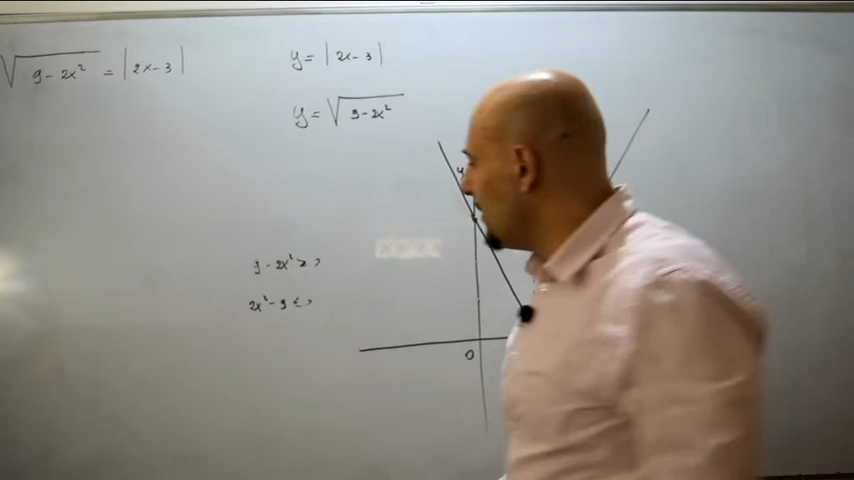 √(9-2x²) = |2x-3|
y = |2x-3|
y = √(9-2x²)
y
9-2x² ≥ 0
2x²-9 ≤ 0
0